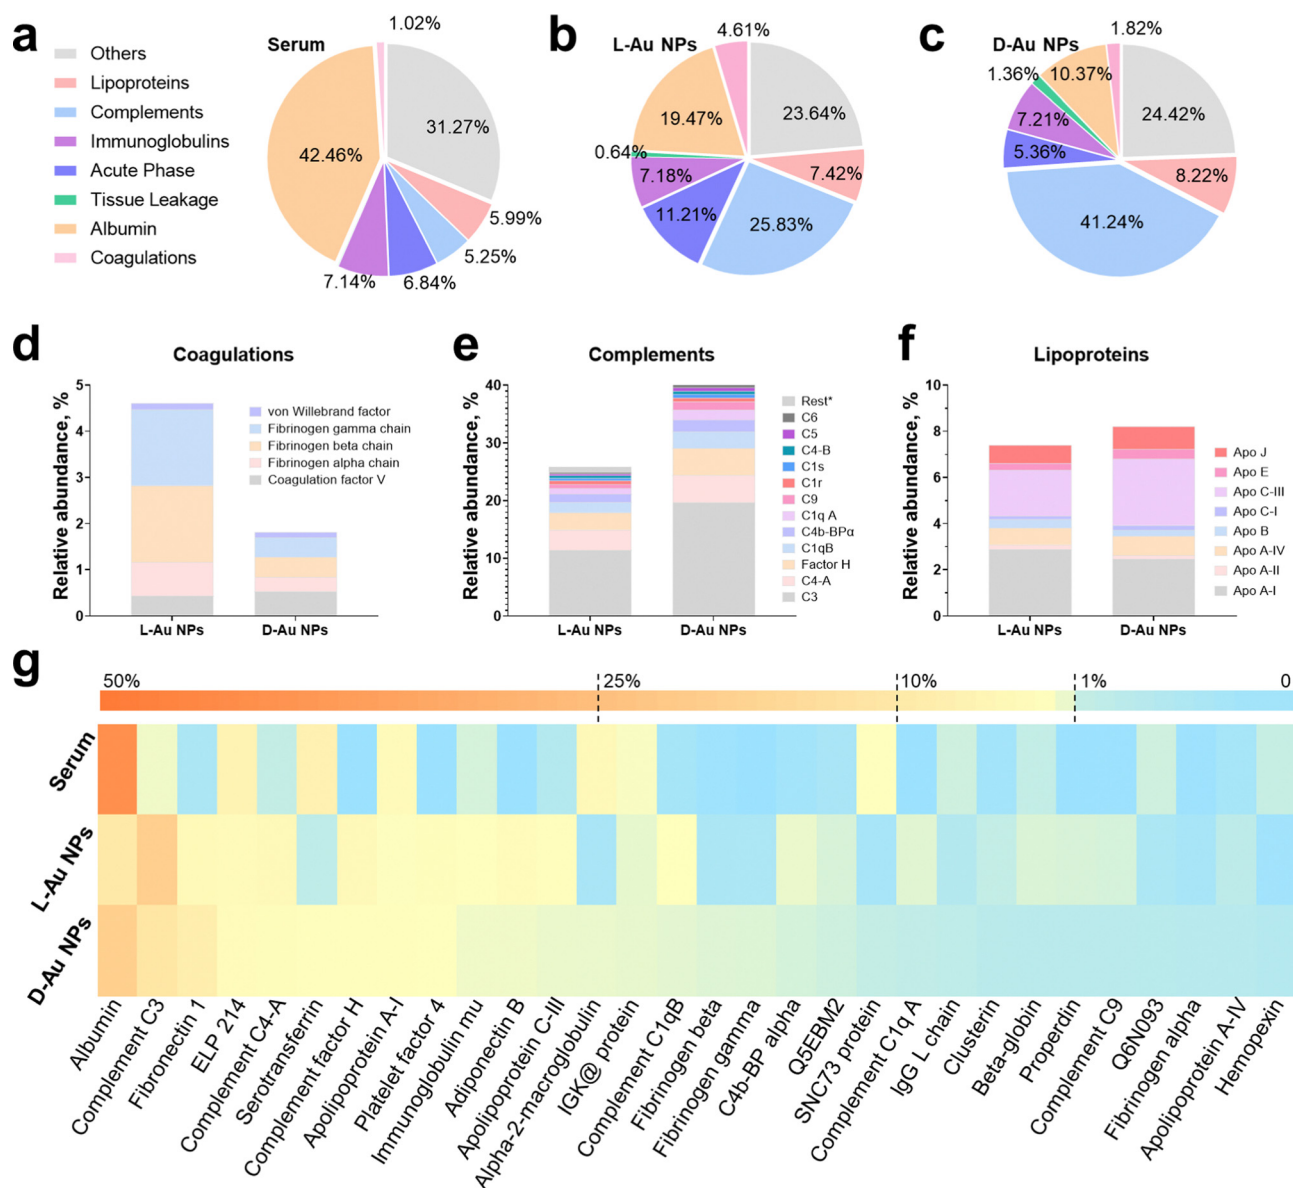 a
Others
Lipoproteins
Complements
Immunoglobulins
Acute Phase
Tissue Leakage
Albumin
Coagulations
Serum
1.02%
31.27%
5.99%
5.25%
6.84%
7.14%
42.46%
b
L-Au NPs
4.61%
23.64%
7.42%
25.83%
11.21%
7.18%
0.64%
19.47%
c
D-Au NPs
1.82%
24.42%
8.22%
41.24%
5.36%
7.21%
1.36%
10.37%
d
Coagulations
Relative abundance, %
5
4
3
2
1
0
von Willebrand factor
Fibrinogen gamma chain
Fibrinogen beta chain
Fibrinogen alpha chain
Coagulation factor V
L-Au NPs
D-Au NPs
e
Complements
Relative abundance, %
40
30
20
10
0
Rest*
C6
C5
C4-B
C1s
C1r
C9
C1q A
C4b-BPα
C1qB
Factor H
C4-A
C3
L-Au NPs
D-Au NPs
f
Lipoproteins
Relative abundance, %
10
8
6
4
2
0
Apo J
Apo E
Apo C-III
Apo C-I
Apo B
Apo A-IV
Apo A-II
Apo A-I
L-Au NPs
D-Au NPs
g
50%
25%
10%
1%
0
Serum
L-Au NPs
D-Au NPs
Albumin
Complement C3
Fibronectin 1
ELP 214
Complement C4-A
Serotransferrin
Complement factor H
Apolipoprotein A-I
Platelet factor 4
Immunoglobulin mu
Adiponectin B
Apolipoprotein C-III
Alpha-2-macroglobulin
IGK@ protein
Complement C1qB
Fibrinogen beta
Fibrinogen gamma
C4b-BP alpha
Q5EBM2
SNC73 protein
Complement C1q A
IgG L chain
Clusterin
Beta-globin
Properdin
Complement C9
Q6N093
Fibrinogen alpha
Apolipoprotein A-IV
Hemopexin